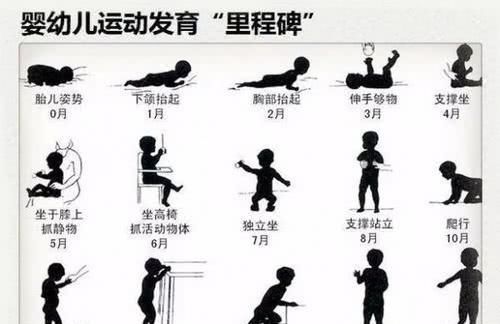 婴幼儿运动发育“里程碑”
胎儿姿势
0月
下颌抬起
1月
胸部抬起
2月
伸手够物
3月
支撑坐
4月
坐于膝上
抓静物
5月
坐高椅
抓活动物体
6月
独立坐
7月
支撑站立
8月
爬行
10月